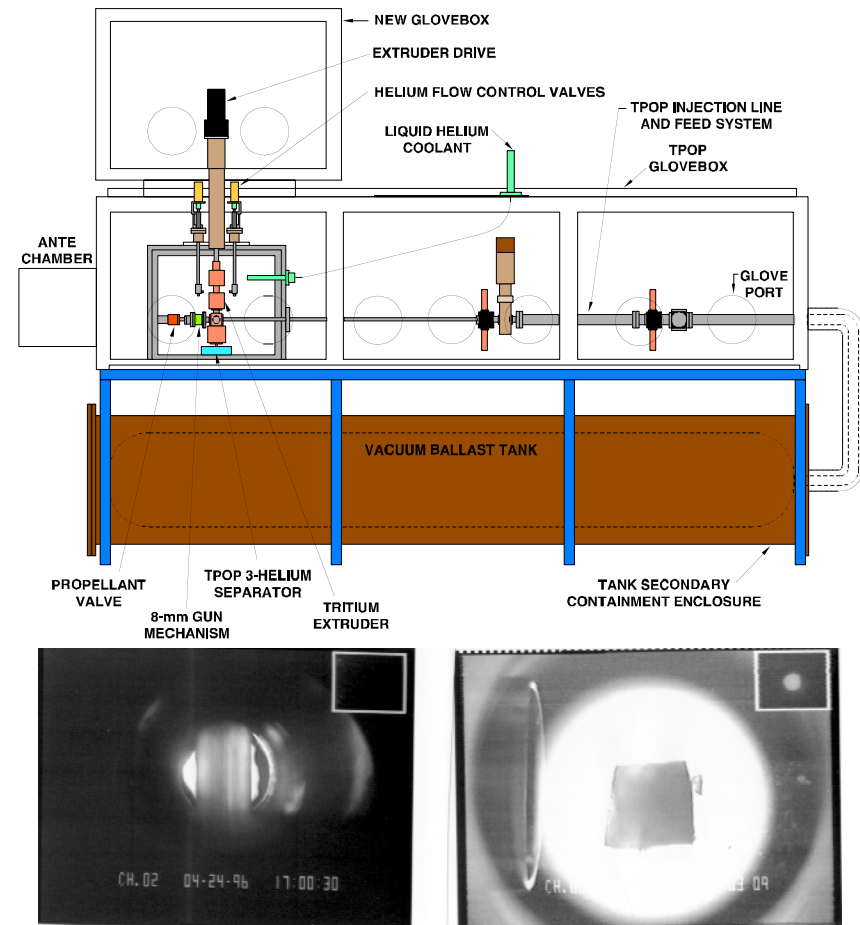 NEW GLOVEBOX
EXTRUDER DRIVE
HELIUM FLOW CONTROL VALVES
LIQUID HELIUM
COOLANT
TPOP INJECTION LINE
AND FEED SYSTEM
TPOP
GLOVEBOX
ANTE
CHAMBER
GLOVE
PORT
VACUUM BALLAST TANK
PROPELLANT
VALVE
8-mm GUN
MECHANISM
TPOP 3-HELIUM
SEPARATOR
TRITIUM
EXTRUDER
TANK SECONDARY
CONTAINMENT ENCLOSURE
CH.02 04-24-96 17:00:30